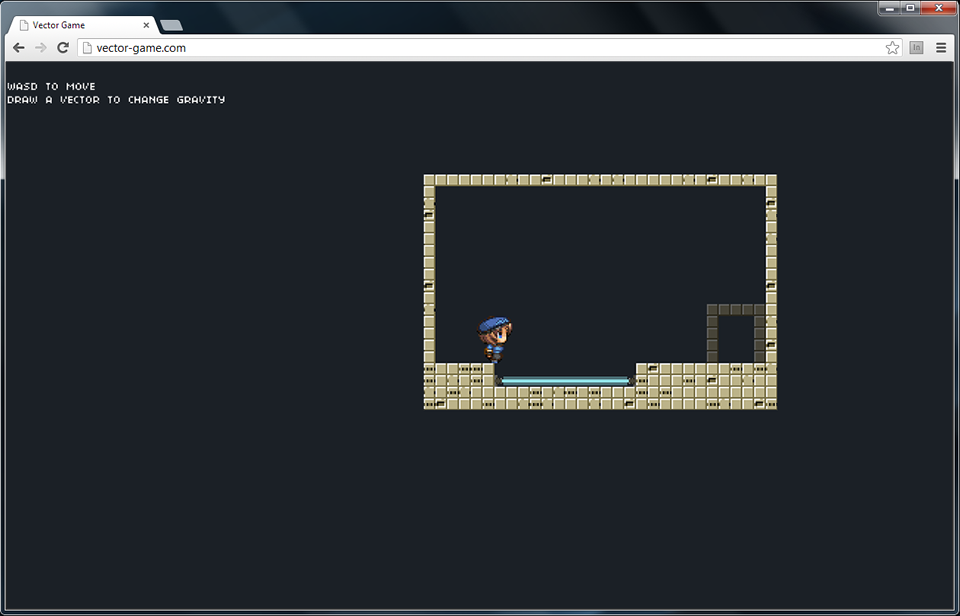 Vector Game
vector-game.com
WASD TO MOVE
DRAW A VECTOR TO CHANGE GRAVITY